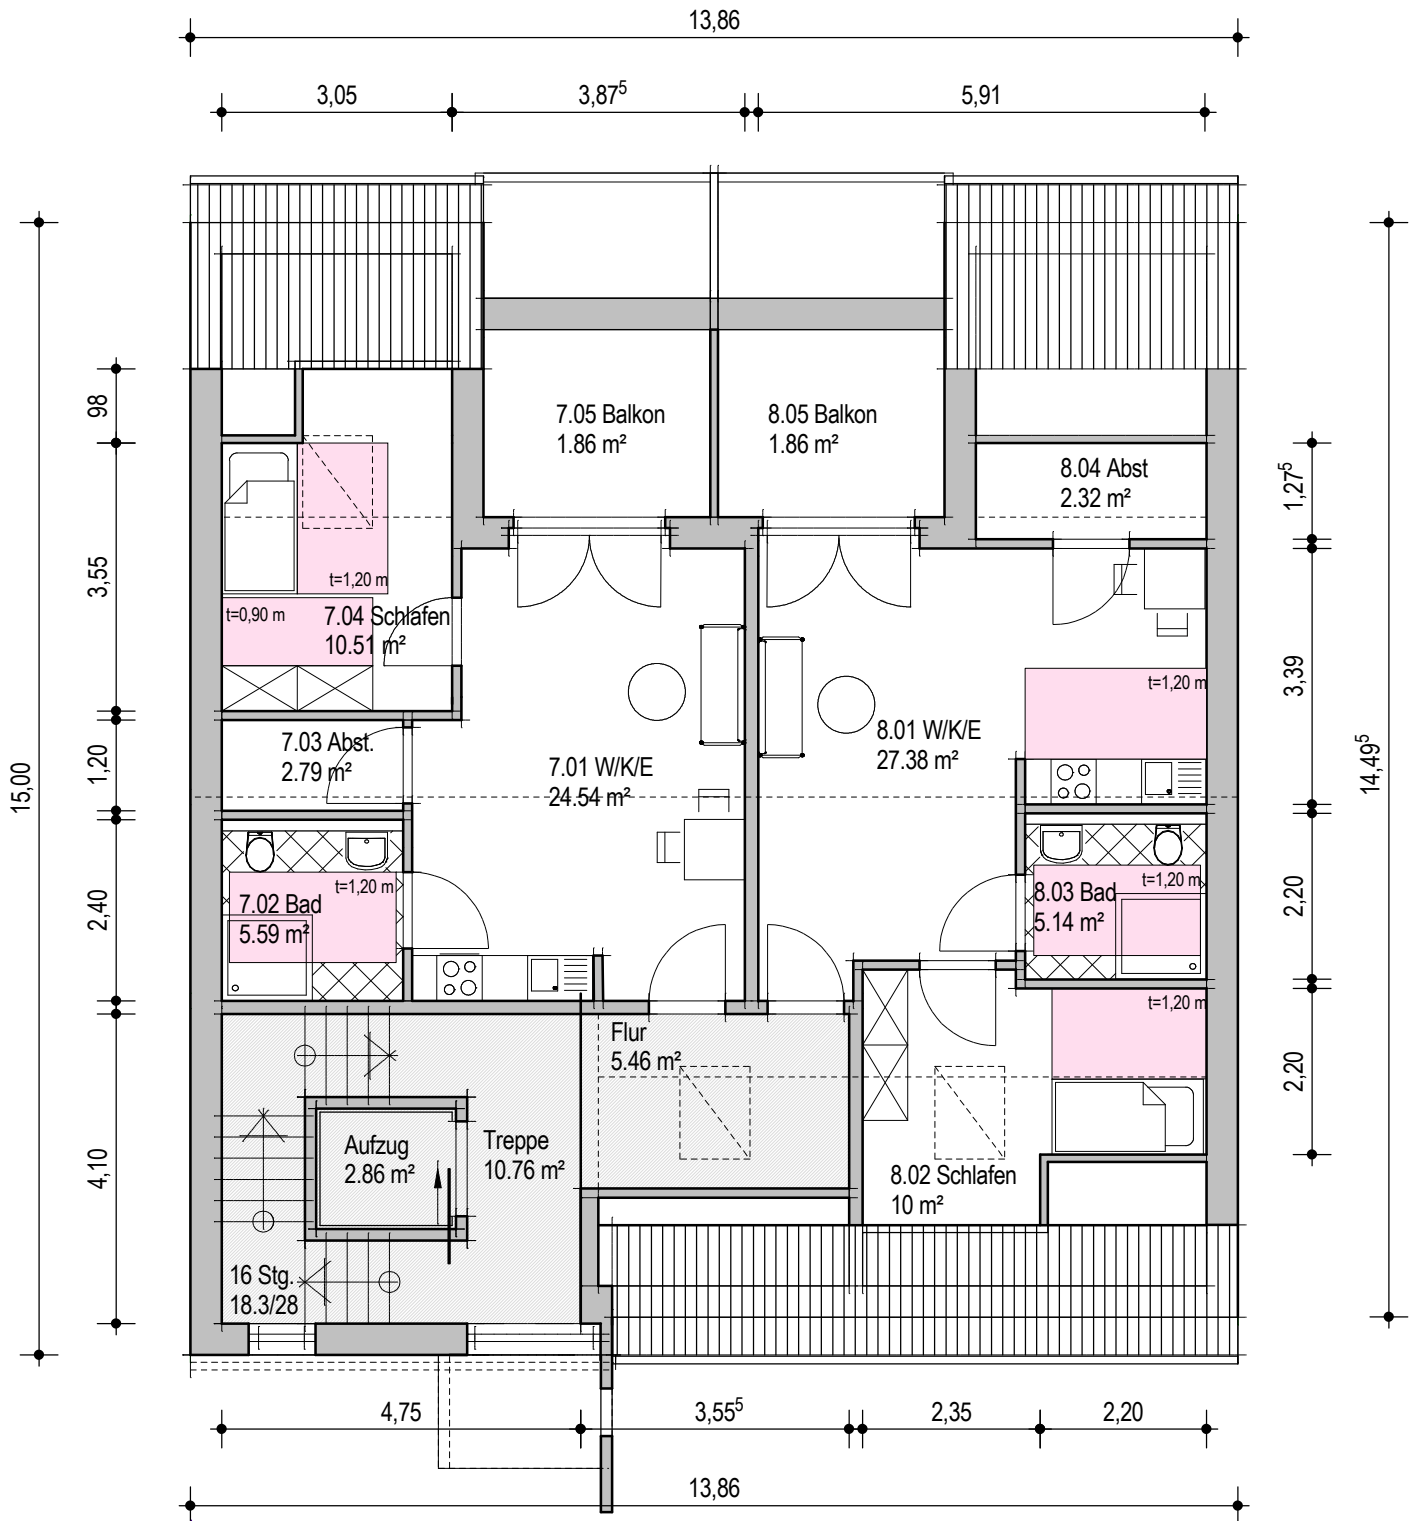 13,86
3,05
3,87⁵
5,91
7.05 Balkon
1.86 m²
8.05 Balkon
1.86 m²
8.04 Abst
2.32 m²
98
3,55
1,20
2,40
4,10
15,00
1,27⁵
3,39
2,20
2,20
14,49⁵
t=1,20 m
t=0,90 m
7.04 Schlafen
10.51 m²
t=1,20 m
7.03 Abst.
2.79 m²
7.01 W/K/E
24.54 m²
8.01 W/K/E
27.38 m²
t=1,20 m
7.02 Bad
5.59 m²
t=1,20 m
8.03 Bad
5.14 m²
t=1,20 m
Flur
5.46 m²
Aufzug
2.86 m²
Treppe
10.76 m²
8.02 Schlafen
10 m²
16 Stg.
18.3/28
4,75
3,55⁵
2,35
2,20
13,86